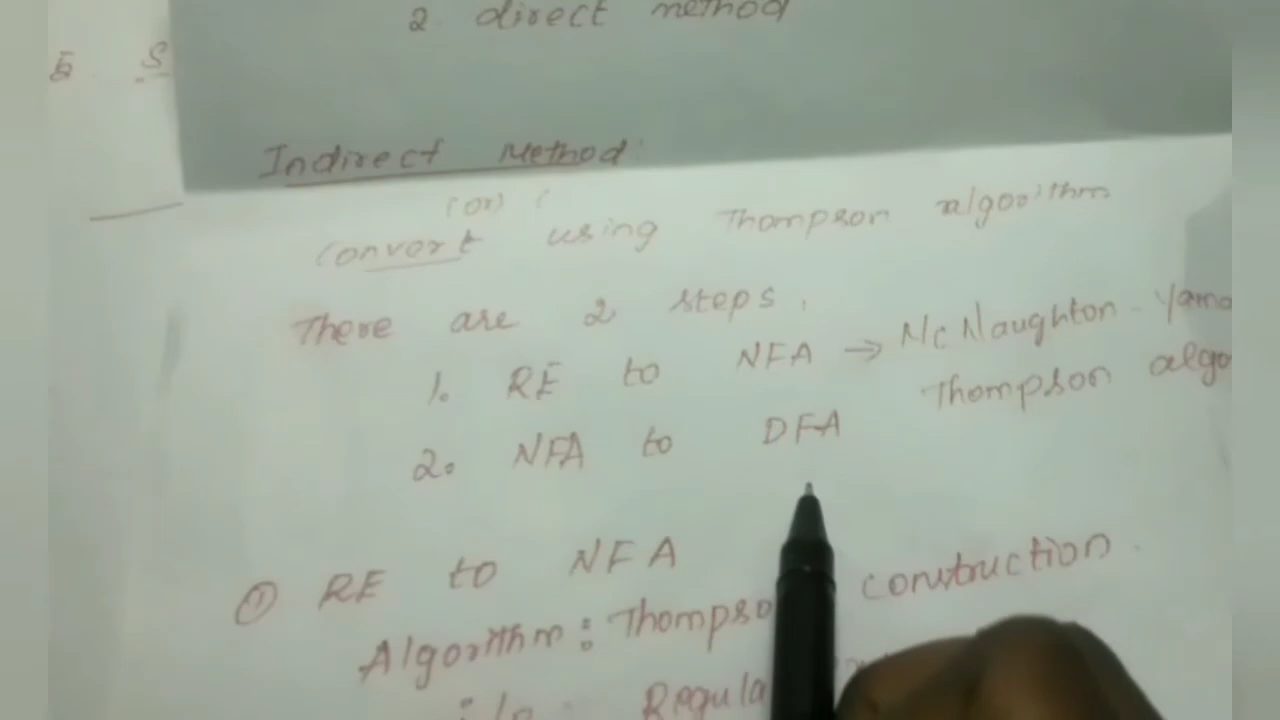 2 direct method
Indirect Method:
(or) (
Convert using Thompson algorithm
There are 2 steps.
1. RE to NFA → McNaughton - Yama
Thompson algo
2. NFA to DFA
① RE to NFA
Algorithm : Thompso construction.
Regula